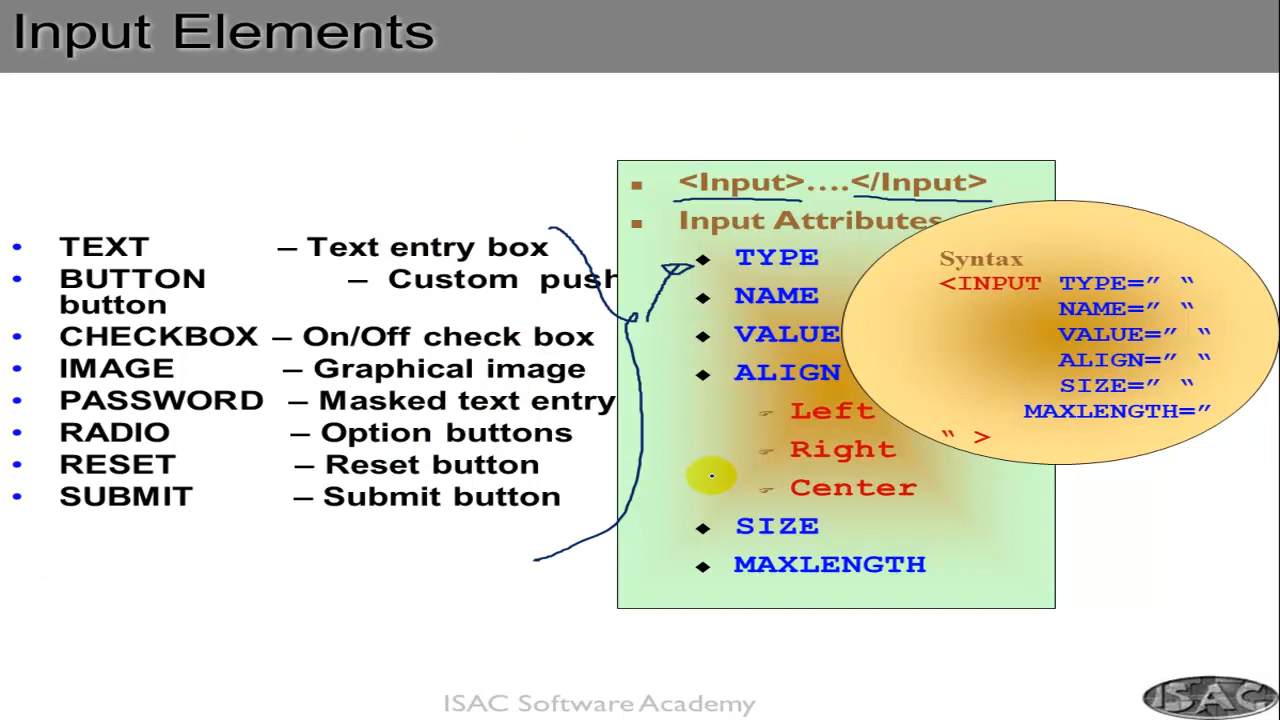 Input Elements
TEXT – Text entry box
BUTTON – Custom push
button
CHECKBOX – On/Off check box
IMAGE – Graphical image
PASSWORD – Masked text entry
RADIO – Option buttons
RESET – Reset button
SUBMIT – Submit button
<Input>....</Input>
Input Attributes
TYPE
NAME
VALUE
ALIGN
Left
Right
Center
SIZE
MAXLENGTH
Syntax
<INPUT TYPE=” “
NAME=” “
VALUE=” “
ALIGN=” “
SIZE=” “
MAXLENGTH=”
“ >
ISAC Software Academy
ISAC